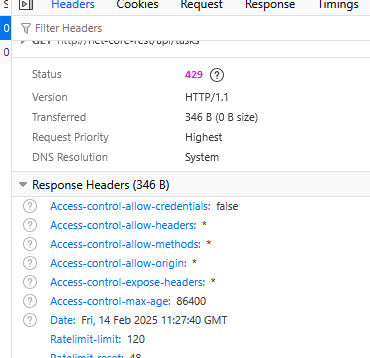 Headers Cookies Request Response Timings
0 Filter Headers
GET http://net-core-rest/api/tasks
0
Status 429
Version HTTP/1.1
Transferred 346 B (0 B size)
Request Priority Highest
DNS Resolution System
Response Headers (346 B)
Access-control-allow-credentials: false
Access-control-allow-headers: *
Access-control-allow-methods: *
Access-control-allow-origin: *
Access-control-expose-headers: *
Access-control-max-age: 86400
Date: Fri, 14 Feb 2025 11:27:40 GMT
Ratelimit-limit: 120
Ratelimit-reset: 48